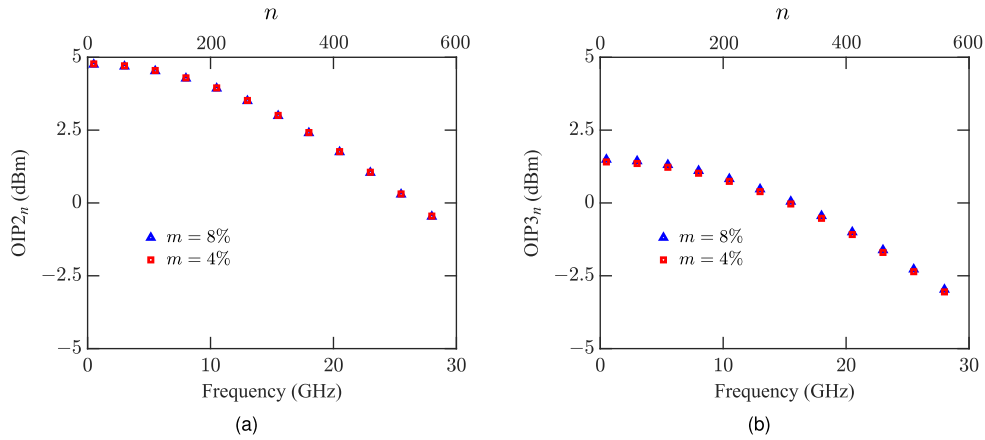 n
0 200 400 600
5
2.5
0
−2.5
−5
OIP2n (dBm)
m = 8%
m = 4%
0 10 20 30
Frequency (GHz)
(a)
n
0 200 400 600
5
2.5
0
−2.5
−5
OIP3n (dBm)
m = 8%
m = 4%
0 10 20 30
Frequency (GHz)
(b)